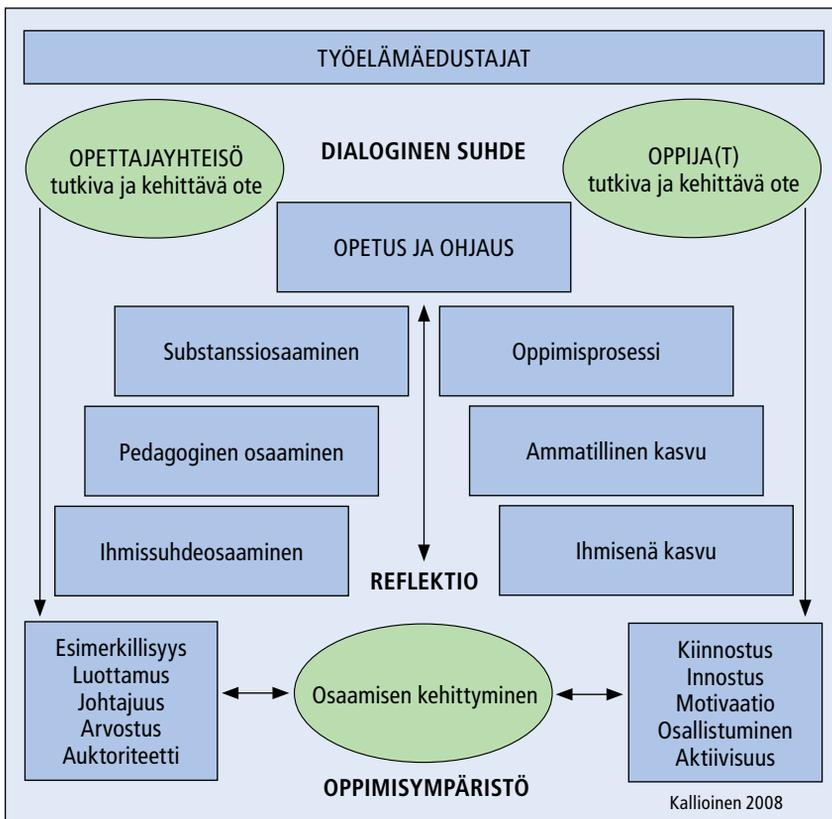 TYÖELÄMÄEDUSTAJAT
OPETTAJAYHTEISÖ
tutkiva ja kehittävä ote
DIALOGINEN SUHDE
OPPIJA(T)
tutkiva ja kehittävä ote
OPETUS JA OHJAUS
Substanssiosaaminen
Oppimisprosessi
Pedagoginen osaaminen
Ammatillinen kasvu
Ihmissuhdeosaaminen
Ihmisenä kasvu
REFLEKTIO
Esimerkillisyys
Luottamus
Johtajuus
Arvostus
Auktoriteetti
Osaamisen kehittyminen
Kiinnostus
Innostus
Motivaatio
Osallistuminen
Aktiivisuus
OPPIMISYMPÄRISTÖ
Kallioinen 2008